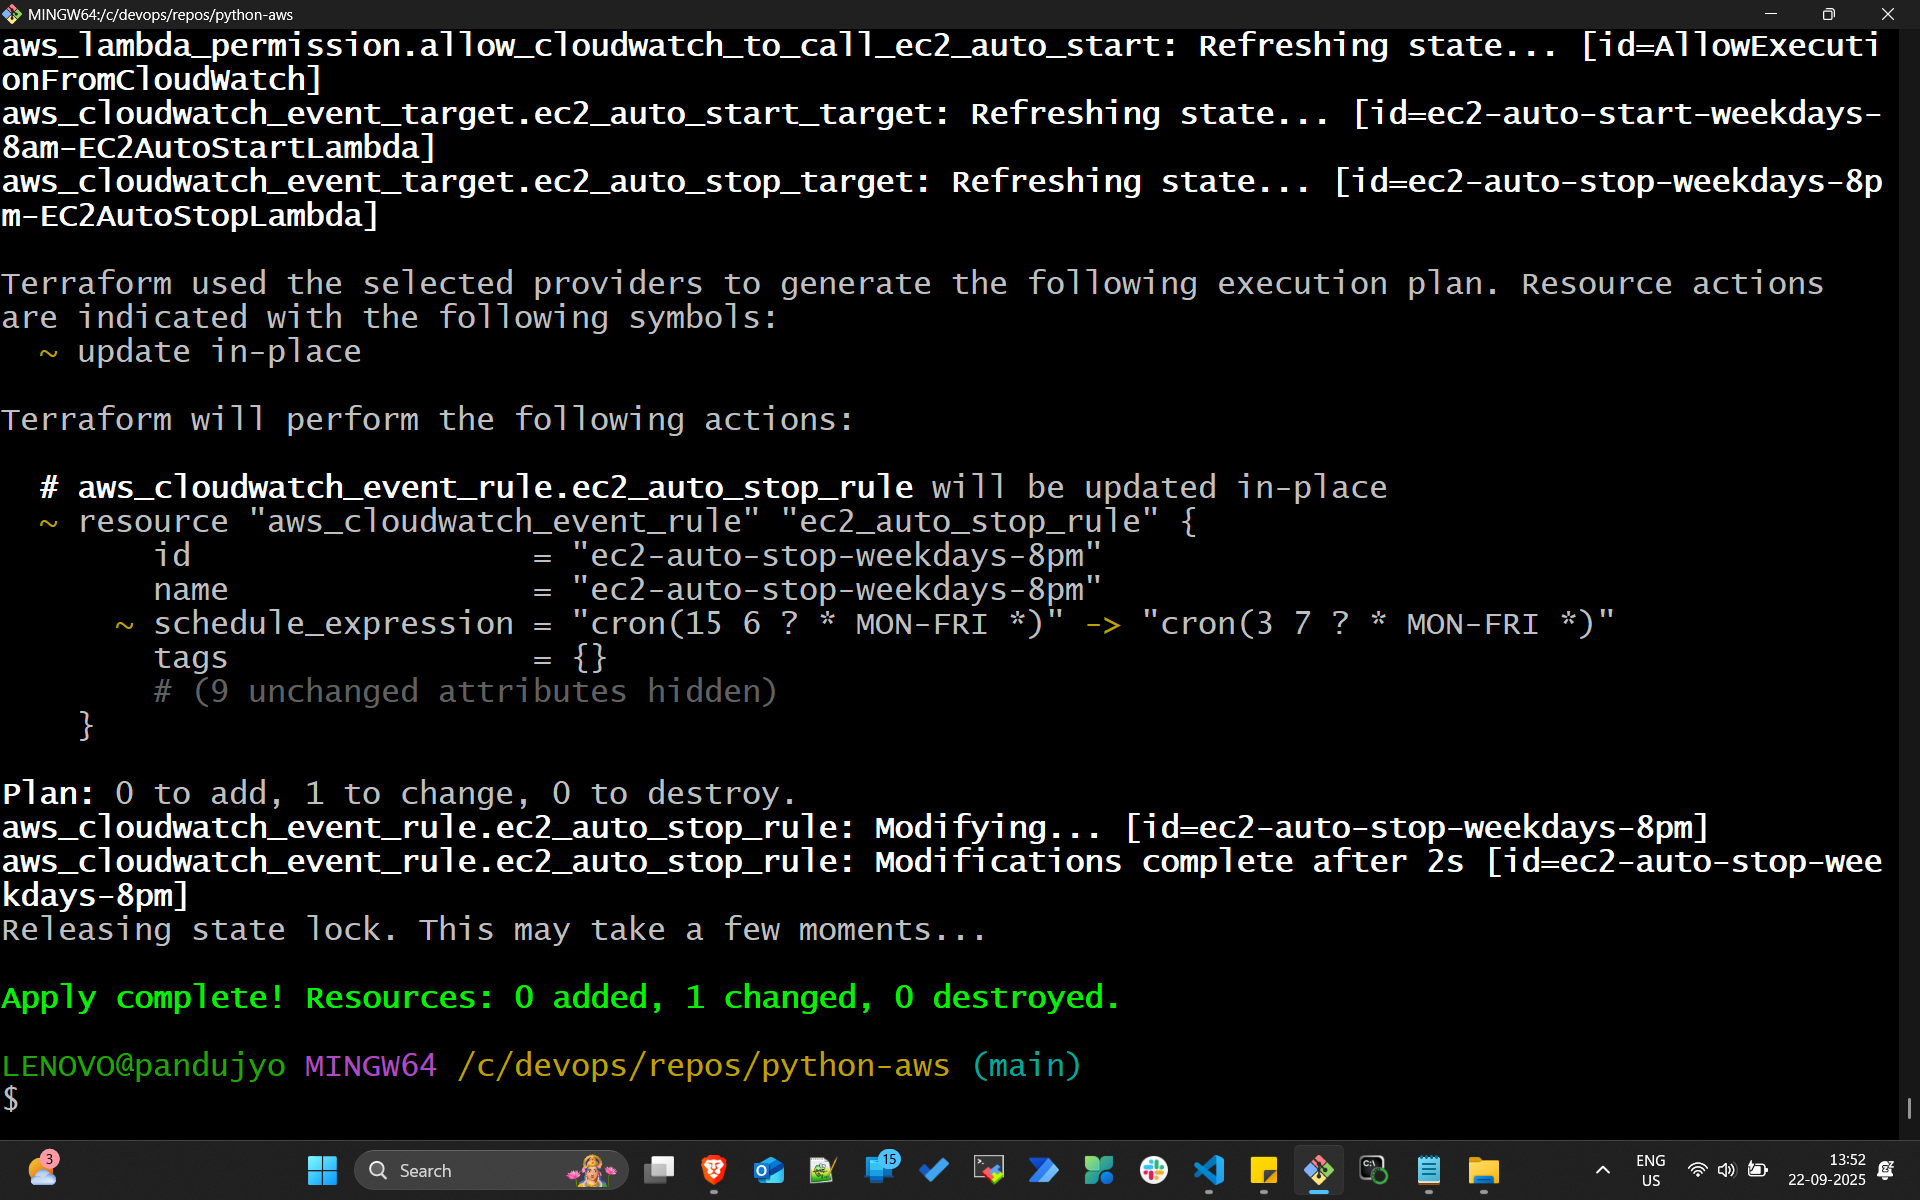 MINGW64:/c/devops/repos/python-aws
aws_lambda_permission.allow_cloudwatch_to_call_ec2_auto_start: Refreshing state... [id=AllowExecuti
onFromCloudWatch]
aws_cloudwatch_event_target.ec2_auto_start_target: Refreshing state... [id=ec2-auto-start-weekdays-
8am-EC2AutoStartLambda]
aws_cloudwatch_event_target.ec2_auto_stop_target: Refreshing state... [id=ec2-auto-stop-weekdays-8p
m-EC2AutoStopLambda]
Terraform used the selected providers to generate the following execution plan. Resource actions
are indicated with the following symbols:
  ~ update in-place
Terraform will perform the following actions:
  # aws_cloudwatch_event_rule.ec2_auto_stop_rule will be updated in-place
  ~ resource "aws_cloudwatch_event_rule" "ec2_auto_stop_rule" {
        id                  = "ec2-auto-stop-weekdays-8pm"
        name                = "ec2-auto-stop-weekdays-8pm"
      ~ schedule_expression = "cron(15 6 ? * MON-FRI *)" -> "cron(3 7 ? * MON-FRI *)"
        tags                = {}
        # (9 unchanged attributes hidden)
    }
Plan: 0 to add, 1 to change, 0 to destroy.
aws_cloudwatch_event_rule.ec2_auto_stop_rule: Modifying... [id=ec2-auto-stop-weekdays-8pm]
aws_cloudwatch_event_rule.ec2_auto_stop_rule: Modifications complete after 2s [id=ec2-auto-stop-wee
kdays-8pm]
Releasing state lock. This may take a few moments...
Apply complete! Resources: 0 added, 1 changed, 0 destroyed.
LENOVO@pandujyo MINGW64 /c/devops/repos/python-aws (main)
$
3
Search
15
ENG
US
13:52
22-09-2025